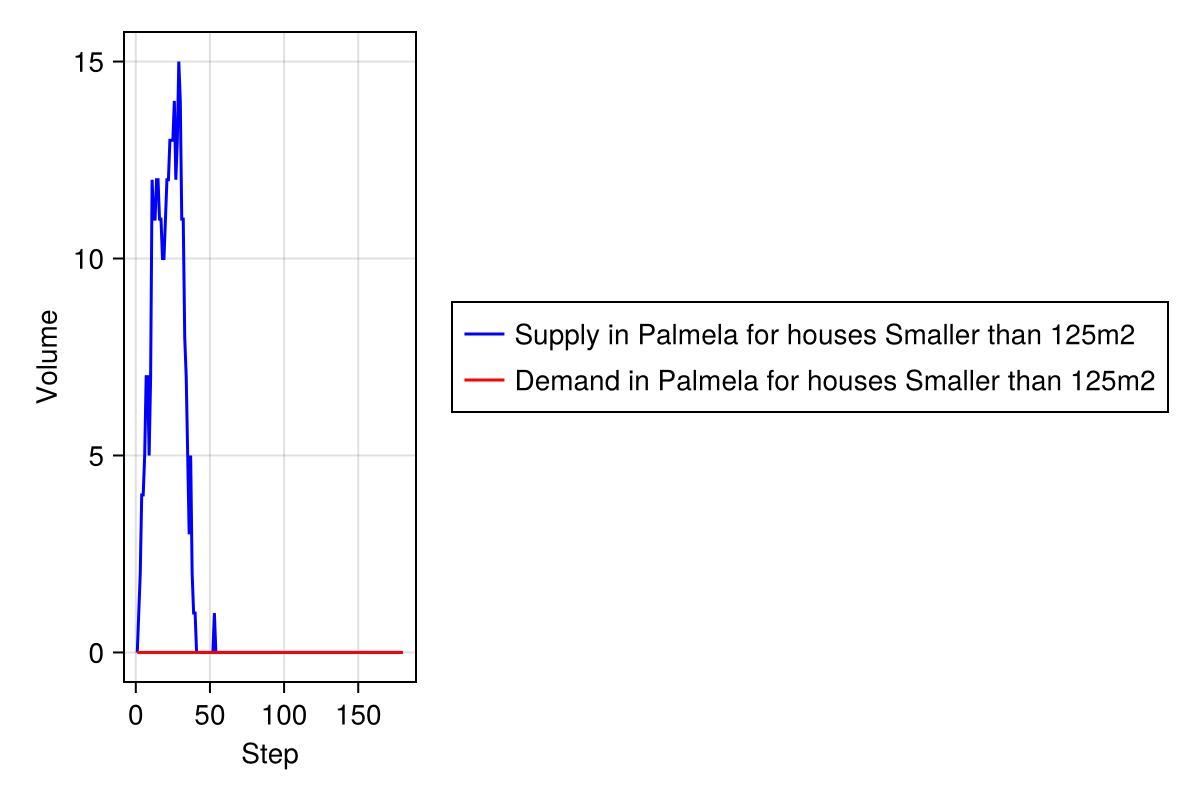 15
10
5
0
Volume
0 50 100 150
Step
Supply in Palmela for houses Smaller than 125m2
Demand in Palmela for houses Smaller than 125m2